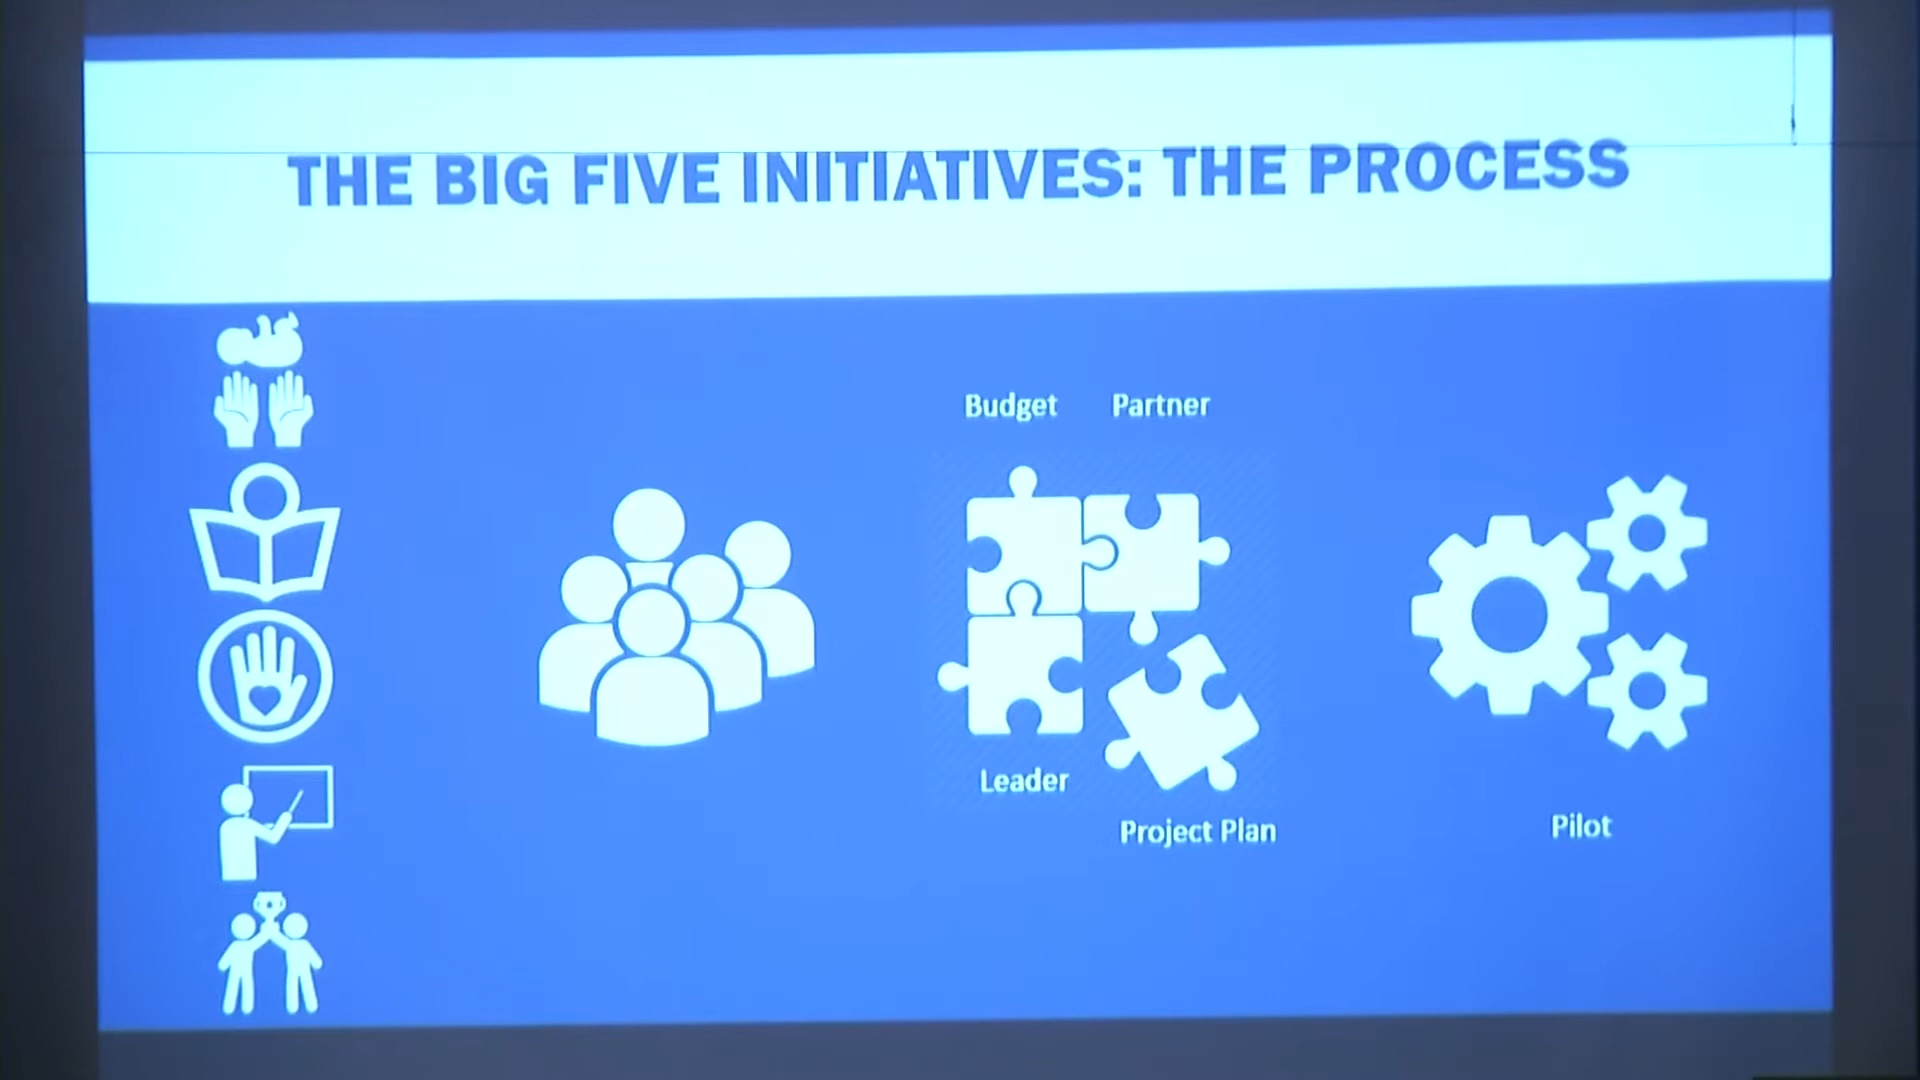 THE BIG FIVE INITIATIVES: THE PROCESS
Budget
Partner
Leader
Project Plan
Pilot